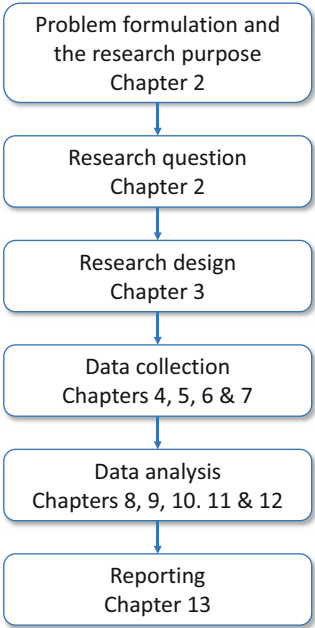 Problem formulation and
the research purpose
Chapter 2
Research question
Chapter 2
Research design
Chapter 3
Data collection
Chapters 4, 5, 6 & 7
Data analysis
Chapters 8, 9, 10. 11 & 12
Reporting
Chapter 13